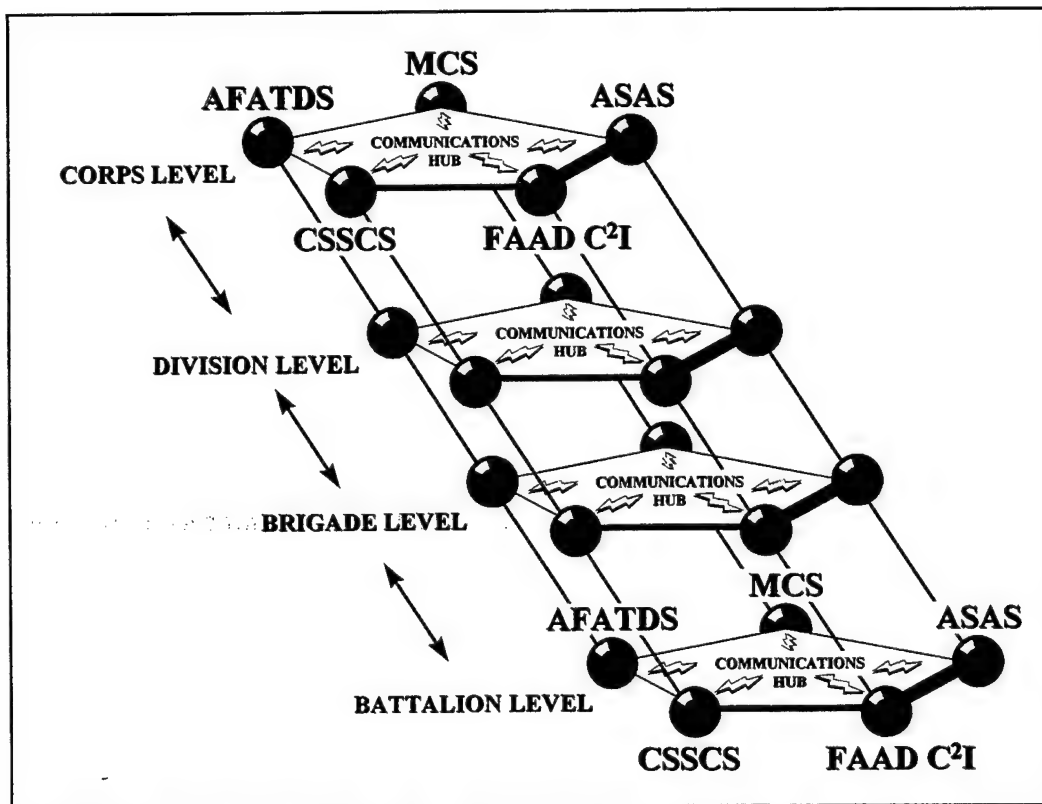 MCS
AFATDS
ASAS
COMMUNICATIONS
HUB
CORPS LEVEL
CSSCS
FAAD C²I
COMMUNICATIONS
HUB
DIVISION LEVEL
COMMUNICATIONS
HUB
BRIGADE LEVEL
MCS
AFATDS
ASAS
COMMUNICATIONS
HUB
BATTALION LEVEL
CSSCS
FAAD C²I